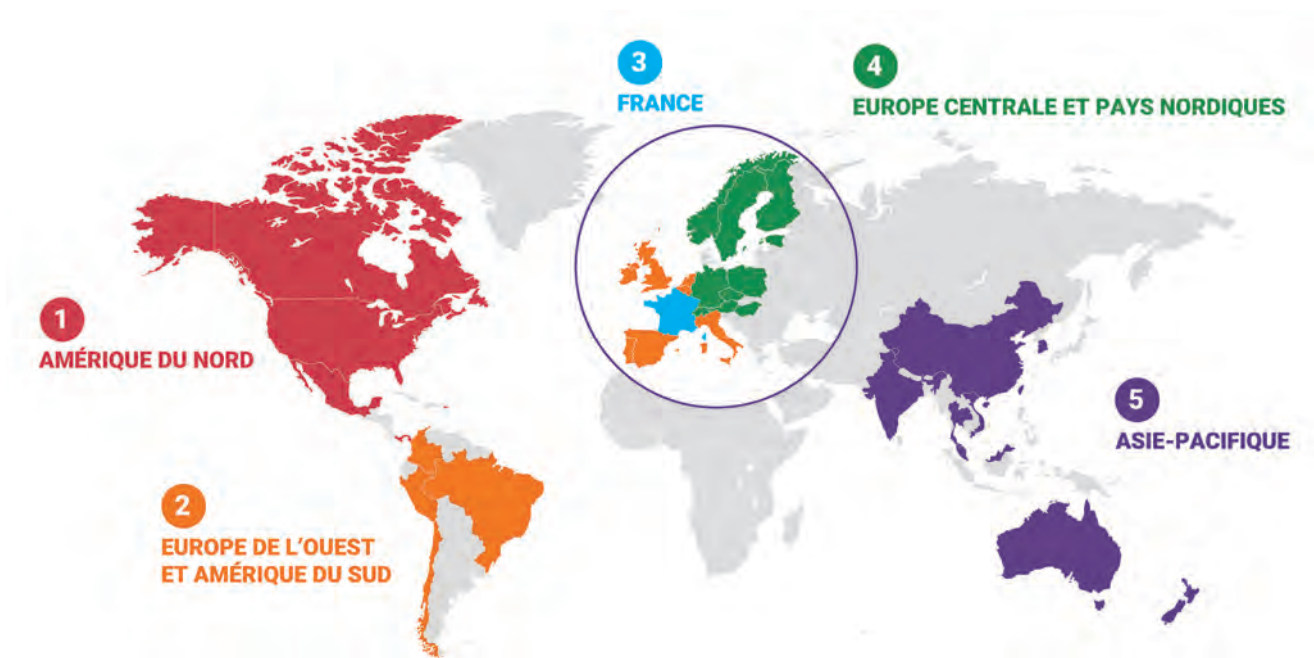 3
FRANCE
4
EUROPE CENTRALE ET PAYS NORDIQUES
1
AMÉRIQUE DU NORD
5
ASIE-PACIFIQUE
2
EUROPE DE L’OUEST
ET AMÉRIQUE DU SUD